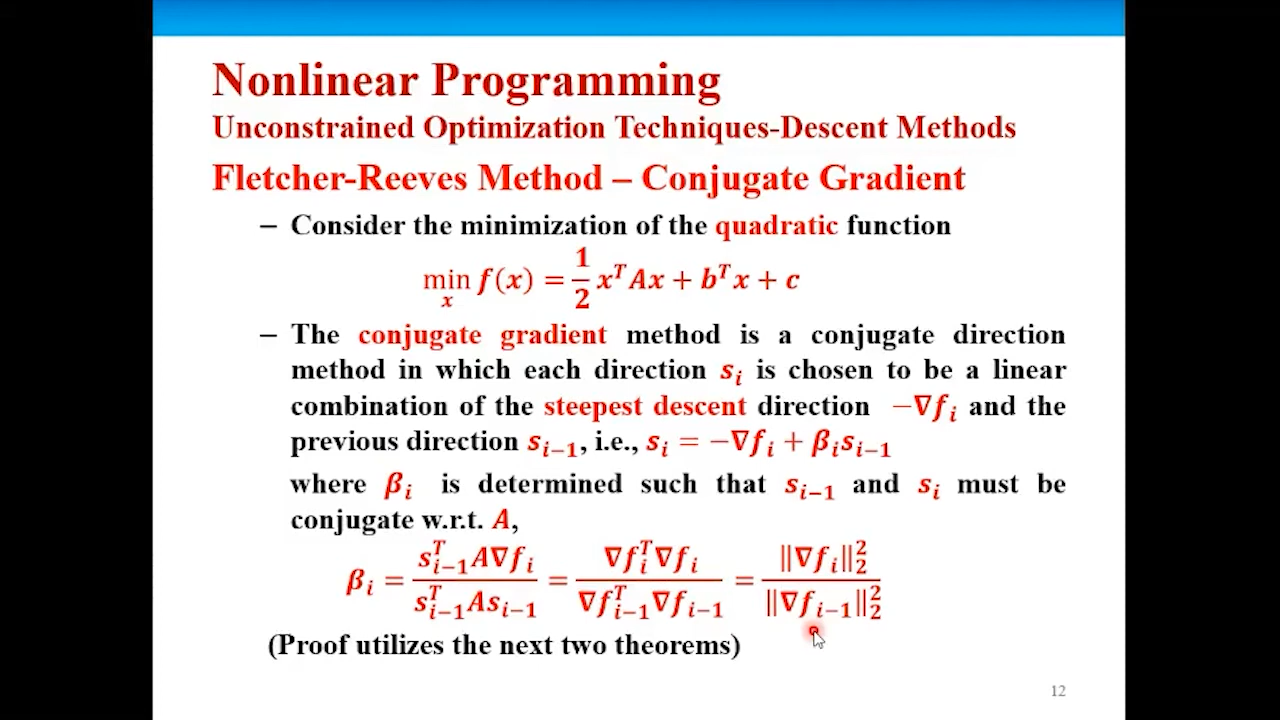 Nonlinear Programming
Unconstrained Optimization Techniques-Descent Methods
Fletcher-Reeves Method – Conjugate Gradient
– Consider the minimization of the quadratic function
min_x f(x) = 1/2 x^T Ax + b^T x + c
– The conjugate gradient method is a conjugate direction
method in which each direction s_i is chosen to be a linear
combination of the steepest descent direction −∇f_i and the
previous direction s_{i−1}, i.e., s_i = −∇f_i + β_i s_{i−1}
where β_i is determined such that s_{i−1} and s_i must be
conjugate w.r.t. A,
β_i = (s_{i−1}^T A∇f_i)/(s_{i−1}^T As_{i−1}) = (∇f_i^T ∇f_i)/(∇f_{i−1}^T ∇f_{i−1}) = ‖∇f_i‖_2^2/‖∇f_{i−1}‖_2^2
(Proof utilizes the next two theorems)
12